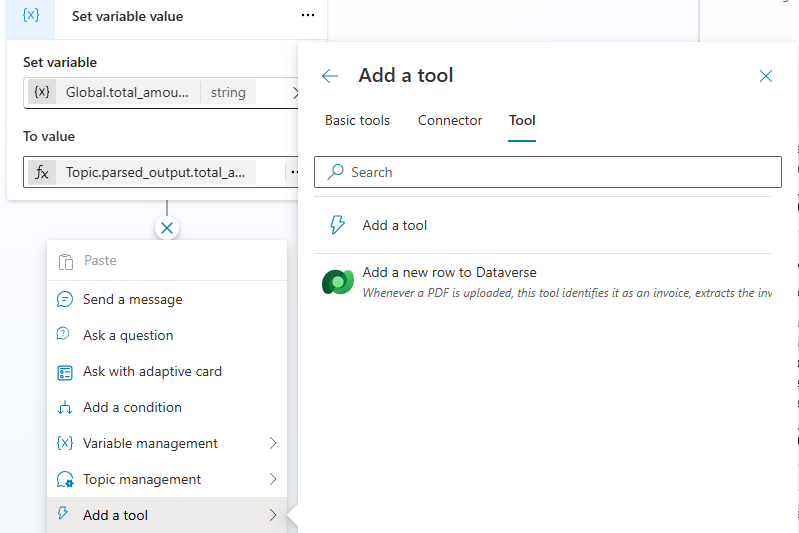 {x}
Set variable value
...
Set variable
{x} Global.total_amou... string
To value
fx Topic.parsed_output.total_a...
Paste
Send a message
Ask a question
Ask with adaptive card
Add a condition
{x} Variable management
Topic management
Add a tool
Add a tool
Basic tools Connector Tool
Search
Add a tool
Add a new row to Dataverse
Whenever a PDF is uploaded, this tool identifies it as an invoice, extracts the inv